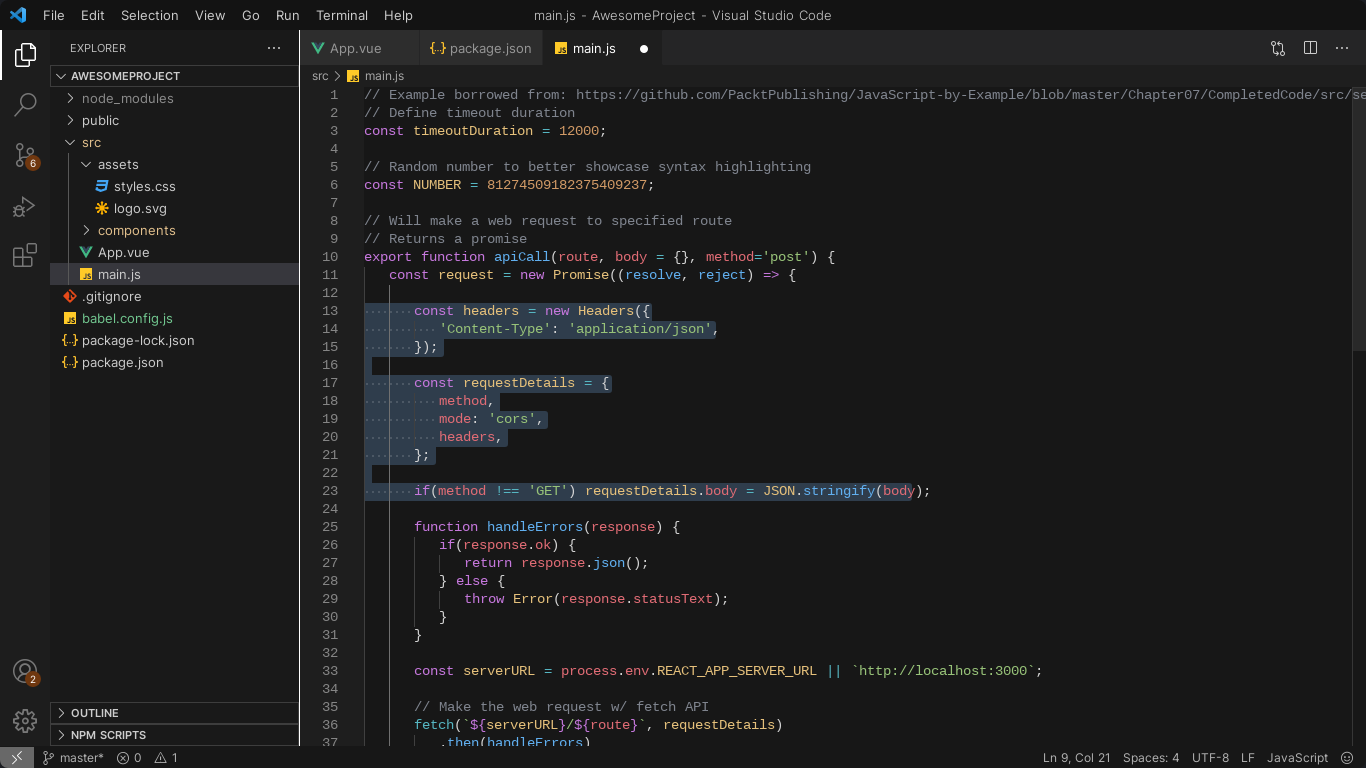 File Edit Selection View Go Run Terminal Help
main.js - AwesomeProject - Visual Studio Code
EXPLORER
AWESOMEPROJECT
node_modules
public
src
assets
styles.css
logo.svg
components
App.vue
main.js
.gitignore
babel.config.js
package-lock.json
package.json
OUTLINE
NPM SCRIPTS
6
2
App.vue {..} package.json JS main.js
src > JS main.js
1 // Example borrowed from: https://github.com/PacktPublishing/JavaScript-by-Example/blob/master/Chapter07/CompletedCode/src/se
2 // Define timeout duration
3 const timeoutDuration = 12000;
4
5 // Random number to better showcase syntax highlighting
6 const NUMBER = 81274509182375409237;
7
8 // Will make a web request to specified route
9 // Returns a promise
10 export function apiCall(route, body = {}, method='post') {
11 const request = new Promise((resolve, reject) => {
12
13 const headers = new Headers({
14 'Content-Type': 'application/json',
15 });
16
17 const requestDetails = {
18 method,
19 mode: 'cors',
20 headers,
21 };
22
23 if(method !== 'GET') requestDetails.body = JSON.stringify(body);
24
25 function handleErrors(response) {
26 if(response.ok) {
27 return response.json();
28 } else {
29 throw Error(response.statusText);
30 }
31 }
32
33 const serverURL = process.env.REACT_APP_SERVER_URL || `http://localhost:3000`;
34
35 // Make the web request w/ fetch API
36 fetch(`${serverURL}/${route}`, requestDetails)
37 .then(handleErrors)
master* 0 1
Ln 9, Col 21 Spaces: 4 UTF-8 LF JavaScript